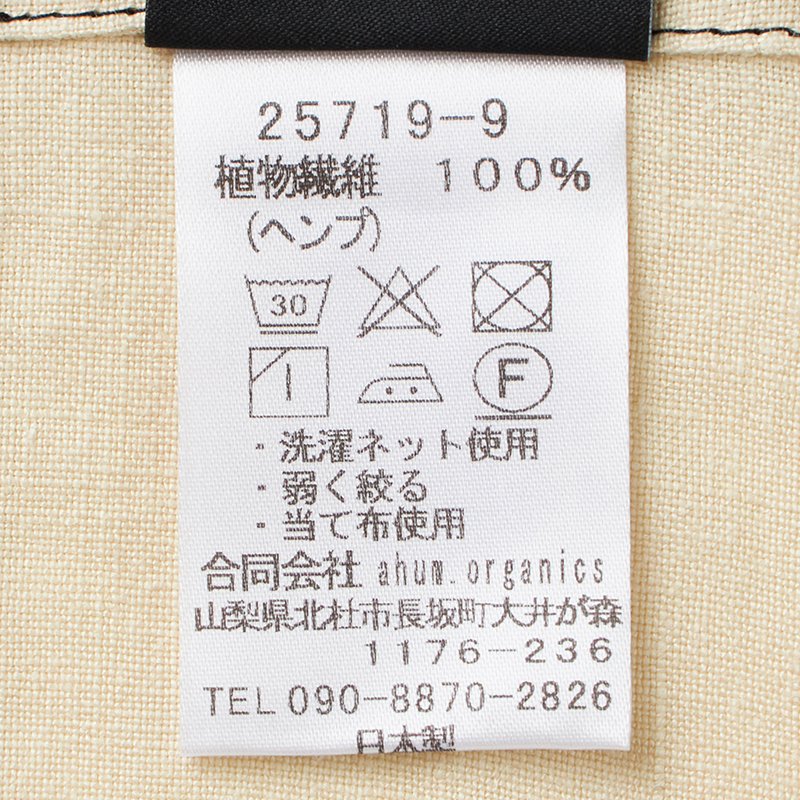 25719-9
植物繊維　100%
(ヘンプ)
30
F
・洗濯ネット使用
・弱く絞る
・当て布使用
合同会社 ahum.organics
山梨県北杜市長坂町大井が森
1176-236
TEL 090-8870-2826
日本製